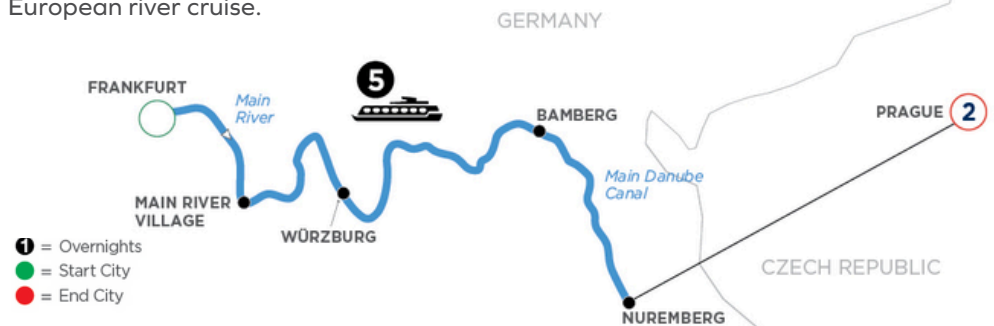 European river cruise.
GERMANY
FRANKFURT
Main
River
5
BAMBERG
PRAGUE 2
Main Danube
Canal
MAIN RIVER
VILLAGE
WÜRZBURG
1 = Overnights
= Start City
= End City
CZECH REPUBLIC
NUREMBERG